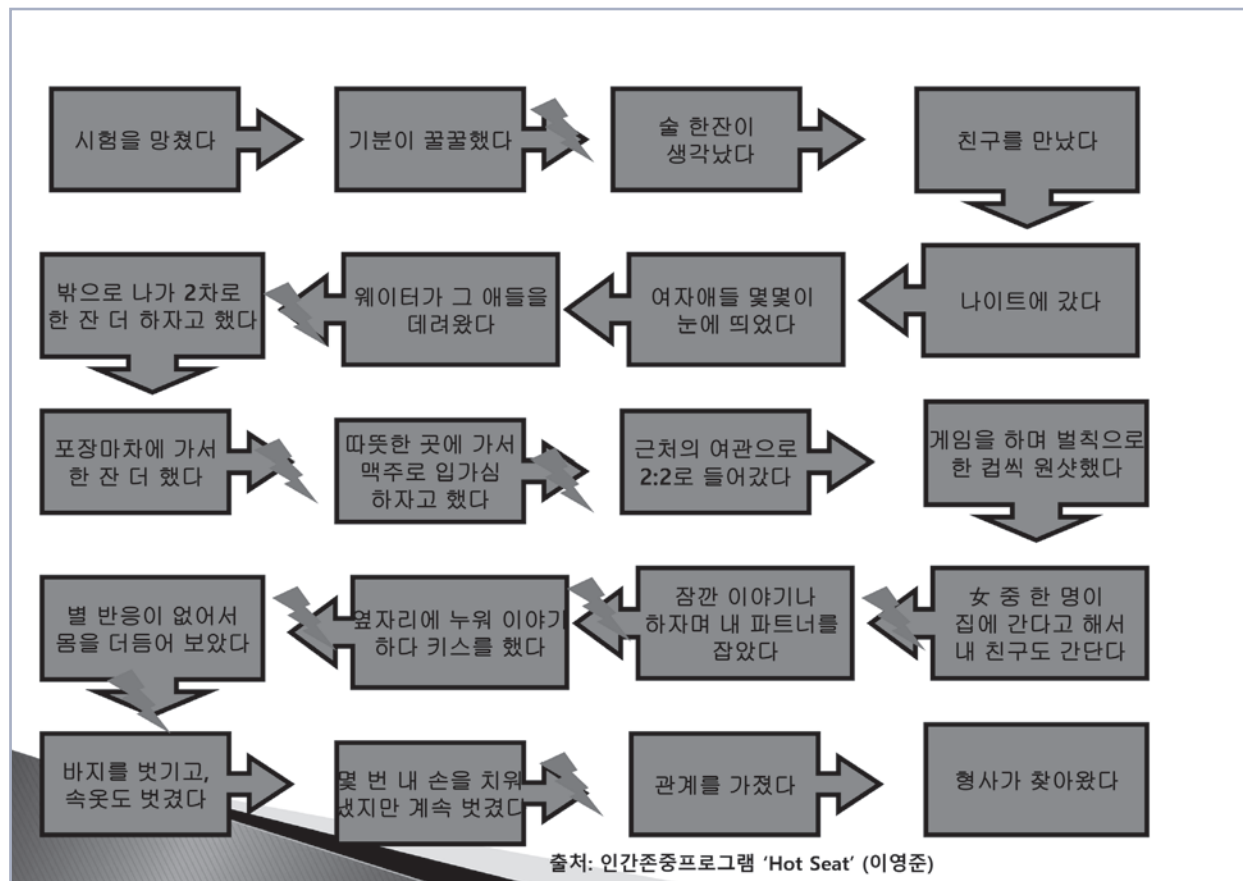 시험을 망쳤다
기분이 꿀꿀했다
술 한잔이
생각났다
친구를 만났다
나이트에 갔다
여자애들 몇몇이
눈에 띄었다
웨이터가 그 애들을
데려왔다
밖으로 나가 2차로
한 잔 더 하자고 했다
포장마차에 가서
한 잔 더 했다
따뜻한 곳에 가서
맥주로 입가심
하자고 했다
근처의 여관으로
2:2로 들어갔다
게임을 하며 벌칙으로
한 컵씩 원샷했다
女 중 한 명이
집에 간다고 해서
내 친구도 간단다
잠깐 이야기나
하자며 내 파트너를
잡았다
옆자리에 누워 이야기
하다 키스를 했다
별 반응이 없어서
몸을 더듬어 보았다
바지를 벗기고,
속옷도 벗겼다
몇 번 내 손을 치워
냈지만 계속 벗겼다
관계를 가졌다
형사가 찾아왔다
출처: 인간존중프로그램 ‘Hot Seat’ (이영준)